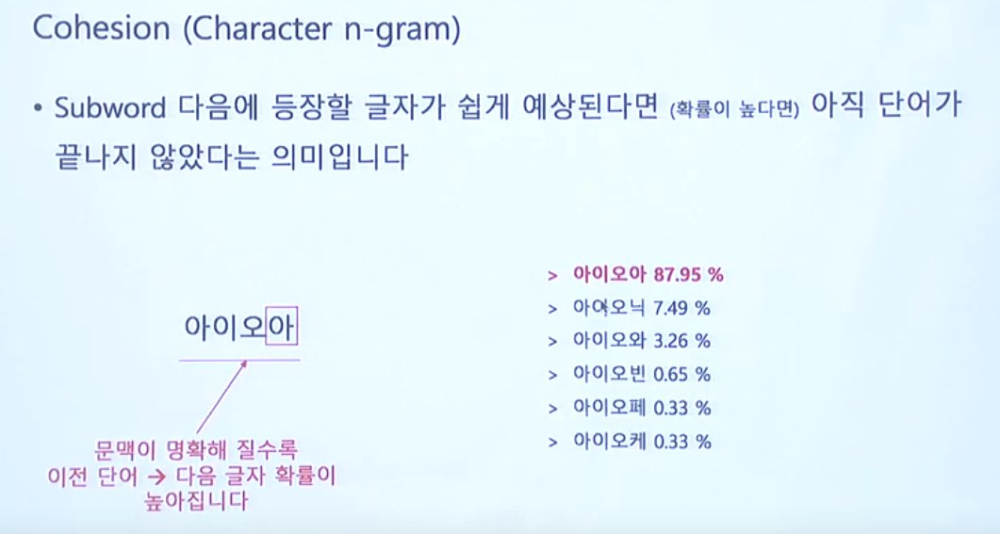 Cohesion (Character n-gram)
• Subword 다음에 등장할 글자가 쉽게 예상된다면 (확률이 높다면) 아직 단어가
끝나지 않았다는 의미입니다
아이오아
문맥이 명확해 질수록
이전 단어 → 다음 글자 확률이
높아집니다
> 아이오아 87.95 %
> 아이오닉 7.49 %
> 아이오와 3.26 %
> 아이오빈 0.65 %
> 아이오페 0.33 %
> 아이오케 0.33 %